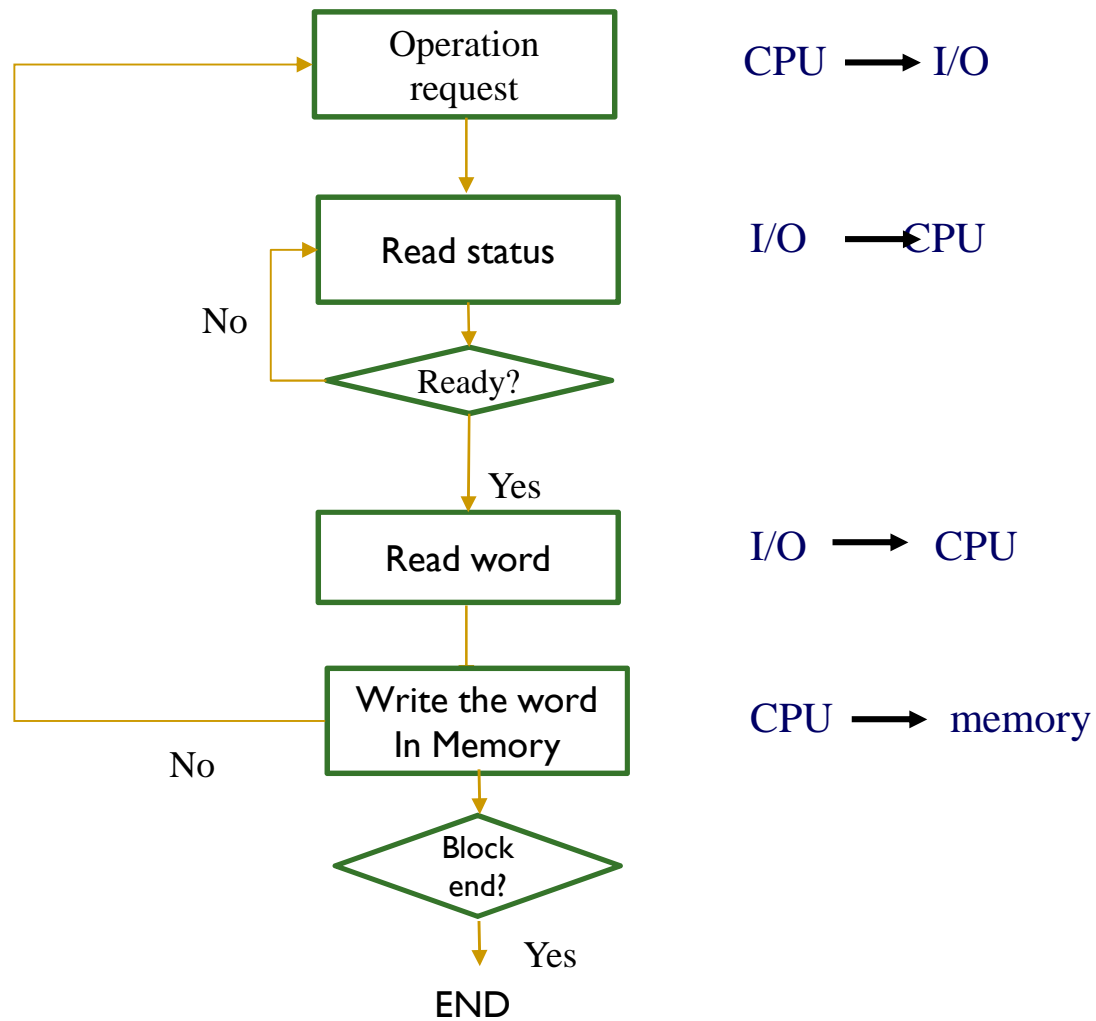 Operation
request
CPU I/O
Read status
I/O CPU
No
Ready?
Yes
Read word
I/O CPU
Write the word
In Memory
CPU memory
No
Block
end?
Yes
END